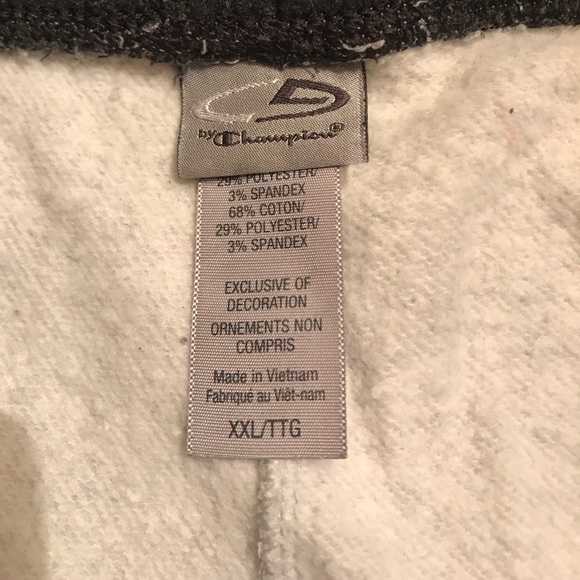 by Champion®
29% POLYESTER/
3% SPANDEX
68% COTON/
29% POLYESTER/
3% SPANDEX
EXCLUSIVE OF
DECORATION
ORNEMENTS NON
COMPRIS
Made in Vietnam
Fabriqué au Viêt-nam
XXL/TTG